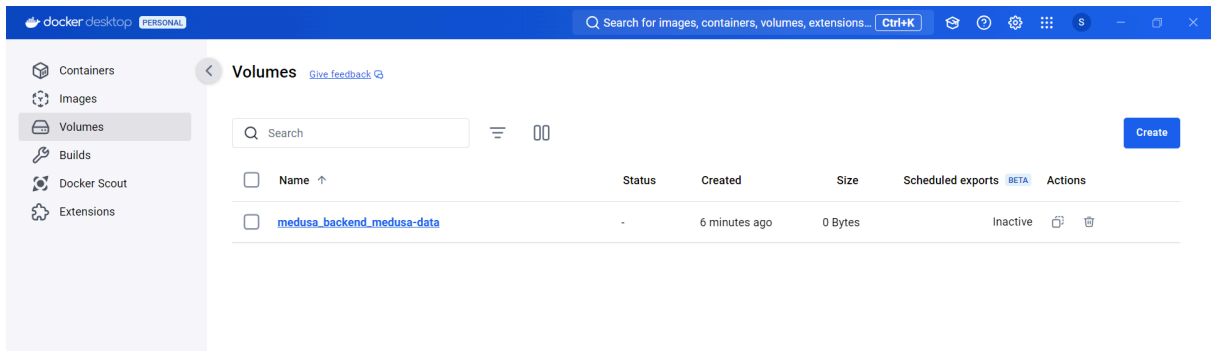 docker desktop PERSONAL Search for images, containers, volumes, extensions... Ctrl+K S
Containers
Images
Volumes
Builds
Docker Scout
Extensions
Volumes Give feedback
Search
Create
Name Status Created Size Scheduled exports BETA Actions
medusa_backend_medusa-data - 6 minutes ago 0 Bytes Inactive